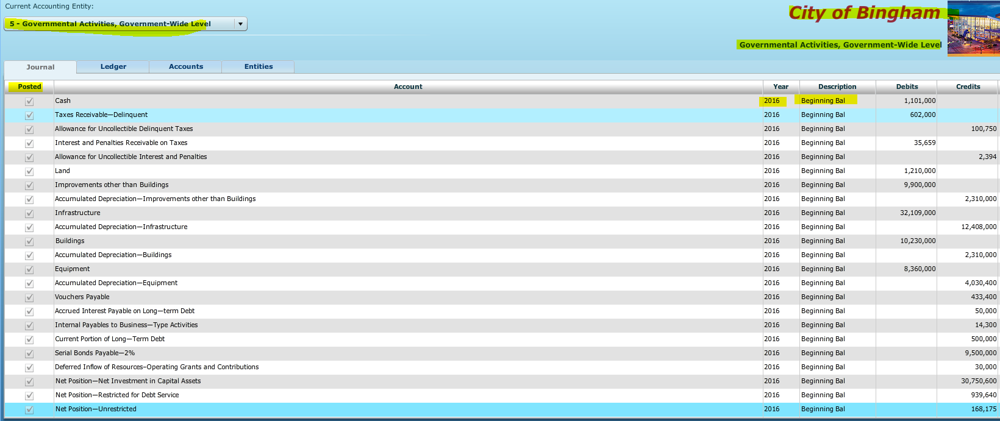 Current Accounting Entity:
5 - Governmental Activities, Government-Wide Level
City of Bingham
Governmental Activities, Government-Wide Level
Journal Ledger Accounts Entities
Posted Account Year Description Debits Credits
Cash 2016 Beginning Bal 1,101,000
Taxes Receivable—Delinquent 2016 Beginning Bal 602,000
Allowance for Uncollectible Delinquent Taxes 2016 Beginning Bal 100,750
Interest and Penalties Receivable on Taxes 2016 Beginning Bal 35,659
Allowance for Uncollectible Interest and Penalties 2016 Beginning Bal 2,394
Land 2016 Beginning Bal 1,210,000
Improvements other than Buildings 2016 Beginning Bal 9,900,000
Accumulated Depreciation—Improvements other than Buildings 2016 Beginning Bal 2,310,000
Infrastructure 2016 Beginning Bal 32,109,000
Accumulated Depreciation—Infrastructure 2016 Beginning Bal 12,408,000
Buildings 2016 Beginning Bal 10,230,000
Accumulated Depreciation—Buildings 2016 Beginning Bal 2,310,000
Equipment 2016 Beginning Bal 8,360,000
Accumulated Depreciation—Equipment 2016 Beginning Bal 4,030,400
Vouchers Payable 2016 Beginning Bal 433,400
Accrued Interest Payable on Long—term Debt 2016 Beginning Bal 50,000
Internal Payables to Business—Type Activities 2016 Beginning Bal 14,300
Current Portion of Long—Term Debt 2016 Beginning Bal 500,000
Serial Bonds Payable—2% 2016 Beginning Bal 9,500,000
Deferred Inflow of Resources–Operating Grants and Contributions 2016 Beginning Bal 30,000
Net Position—Net Investment in Capital Assets 2016 Beginning Bal 30,750,600
Net Position—Restricted for Debt Service 2016 Beginning Bal 939,640
Net Position—Unrestricted 2016 Beginning Bal 168,175